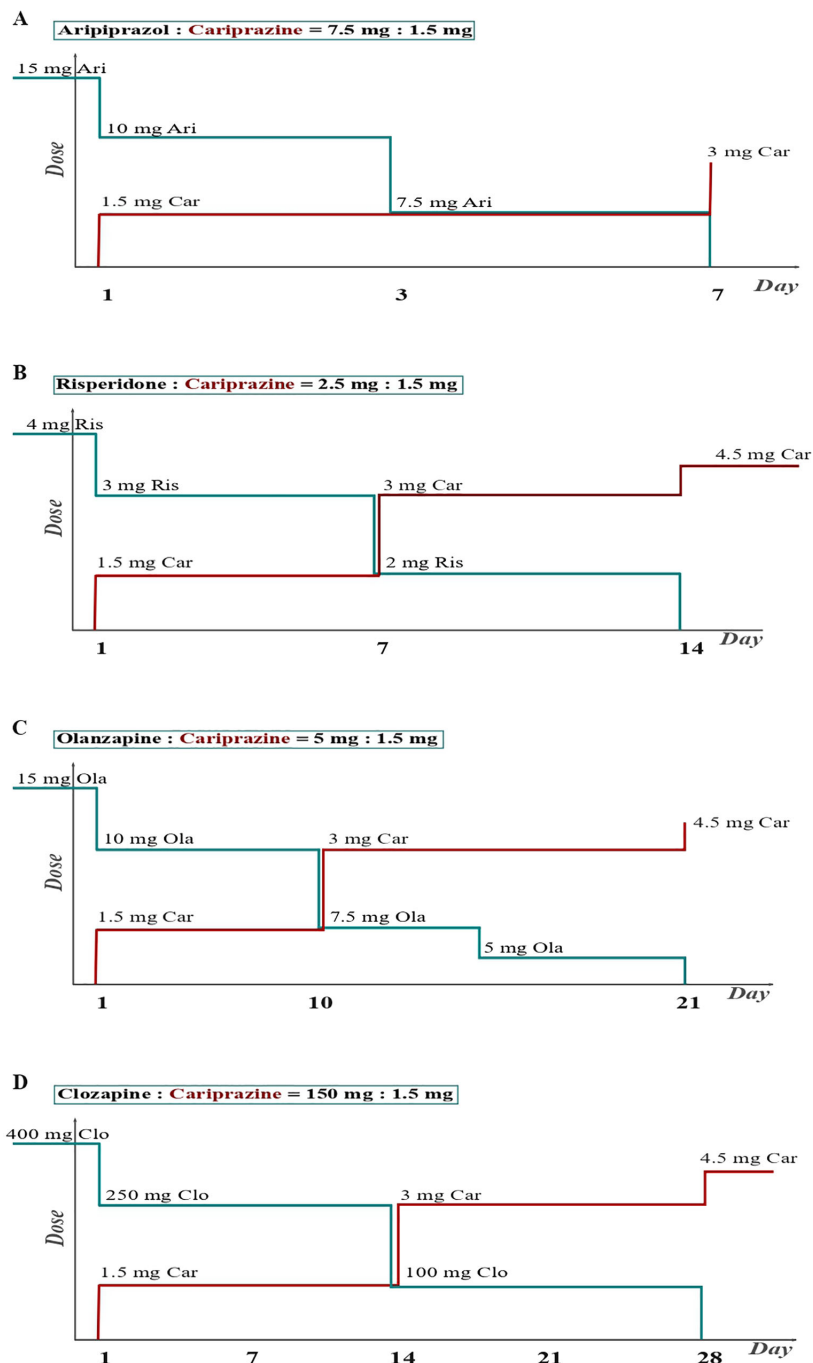 A
Aripiprazol : Cariprazine = 7.5 mg : 1.5 mg
15 mg Ari
10 mg Ari
3 mg Car
1.5 mg Car
7.5 mg Ari
Dose
Day
1 3 7
B
Risperidone : Cariprazine = 2.5 mg : 1.5 mg
4 mg Ris
4.5 mg Car
3 mg Ris
3 mg Car
Dose
1.5 mg Car
2 mg Ris
Day
1 7 14
C
Olanzapine : Cariprazine = 5 mg : 1.5 mg
15 mg Ola
4.5 mg Car
10 mg Ola
3 mg Car
Dose
1.5 mg Car
7.5 mg Ola
5 mg Ola
Day
1 10 21
D
Clozapine : Cariprazine = 150 mg : 1.5 mg
400 mg Clo
4.5 mg Car
250 mg Clo
3 mg Car
Dose
1.5 mg Car
100 mg Clo
Day
1 7 14 21 28